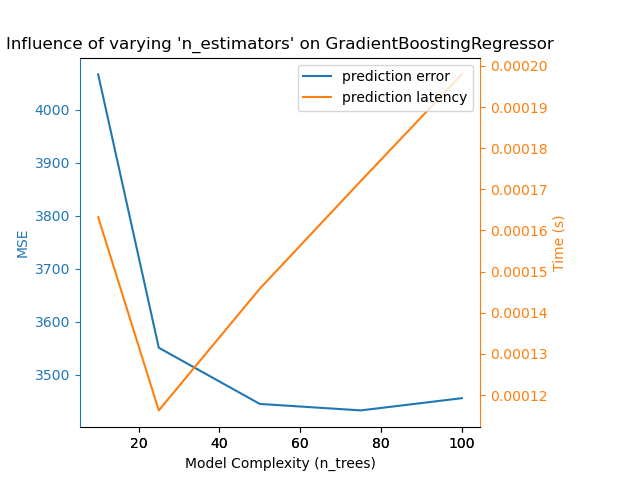 Influence of varying 'n_estimators' on GradientBoostingRegressor
prediction error
prediction latency
MSE
4000
3900
3800
3700
3600
3500
0.00020
0.00019
0.00018
0.00017
0.00016
0.00015
0.00014
0.00013
0.00012
Time (s)
20 40 60 80 100
Model Complexity (n_trees)